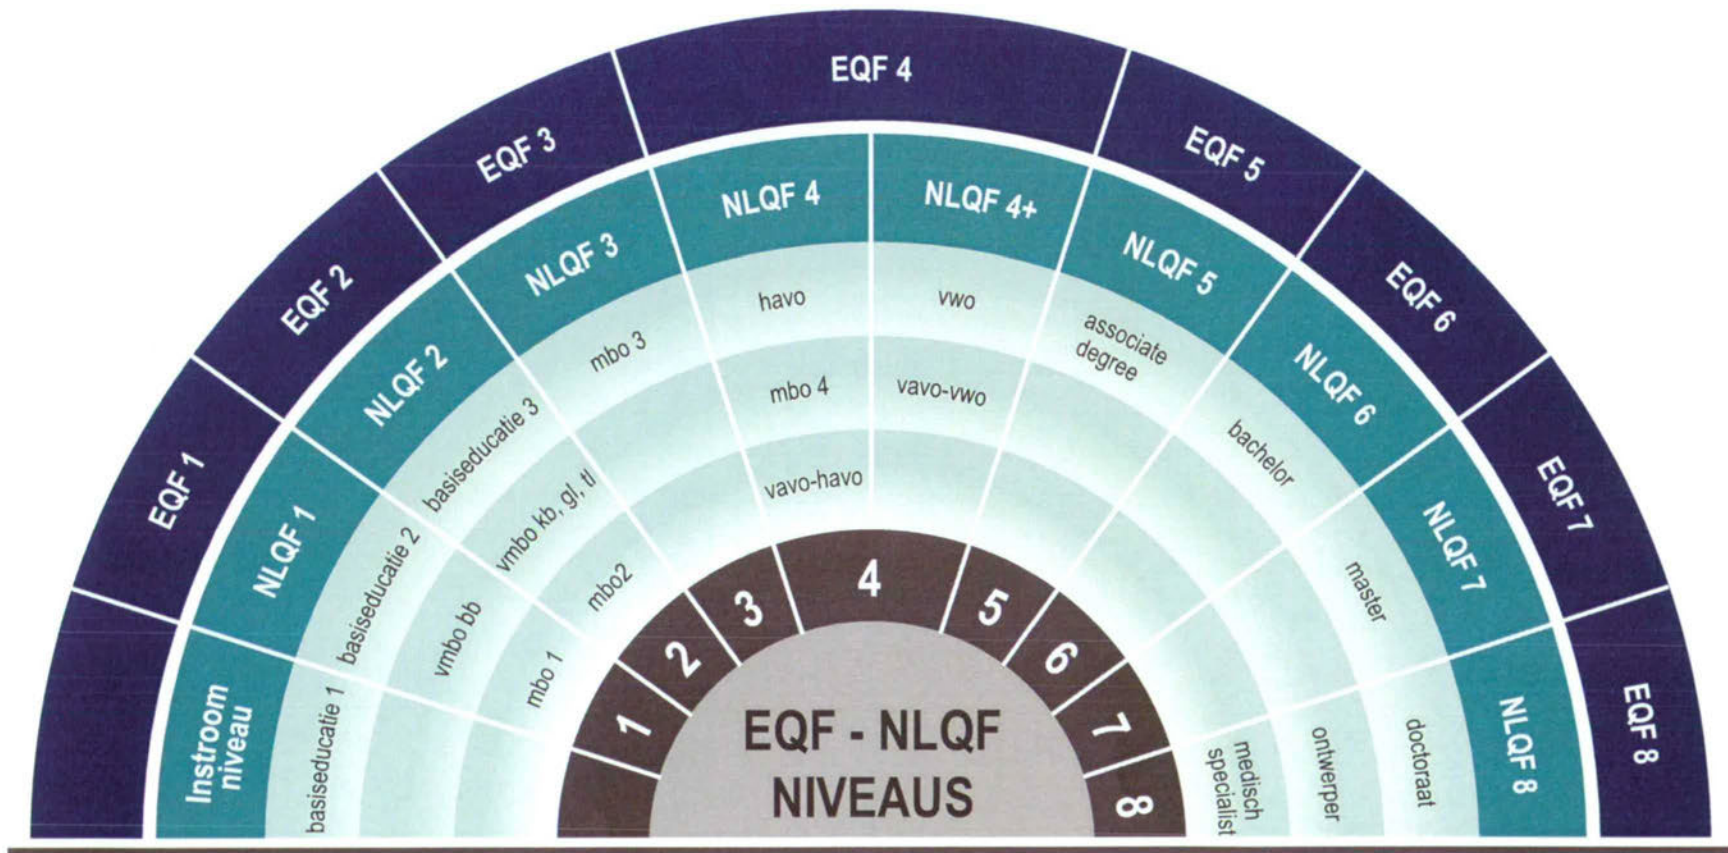 EQF 1
EQF 2
EQF 3
EQF 4
EQF 5
EQF 6
EQF 7
EQF 8
Instroom
niveau
NLQF 1
NLQF 2
NLQF 3
NLQF 4
NLQF 4+
NLQF 5
NLQF 6
NLQF 7
NLQF 8
basiseducatie 1
basiseducatie 2
vmbo bb
mbo 1
basiseducatie 3
vmbo kb, gl, tl
mbo2
mbo 3
havo
mbo 4
vavo-havo
vwo
vavo-vwo
associate
degree
bachelor
master
doctoraat
ontwerper
medisch
specialist
1
2
3
4
5
6
7
8
EQF - NLQF
NIVEAUS